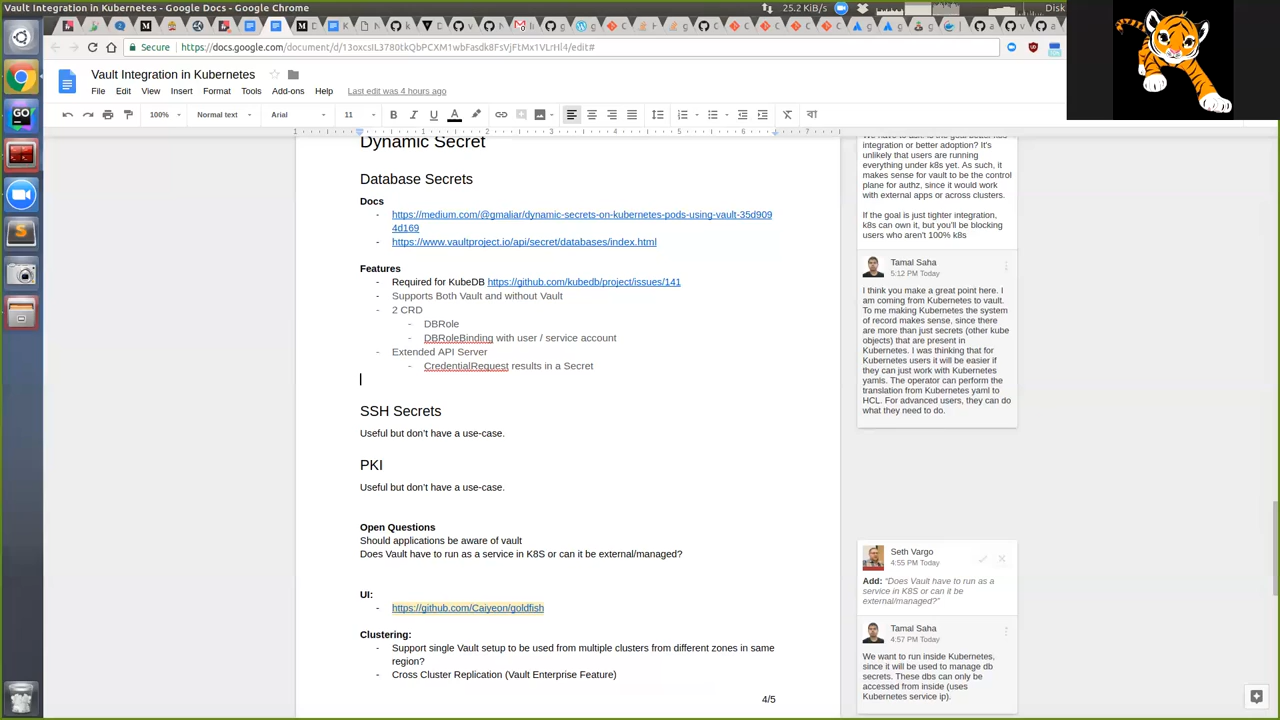 Vault Integration in Kubernetes - Google Docs - Google Chrome
25.2 KiB/s
Disk
Secure
https://docs.google.com/document/d/13oxcsIL3780tkQbPCXM1wbFasdk8FsVjFtMx1VLrHl4/edit#
Vault Integration in Kubernetes
File Edit View Insert Format Tools Add-ons Help Last edit was 4 hours ago
100% Normal text Arial 11
1 1 2 3 4 5 6 7
Dynamic Secret
Database Secrets
Docs
- https://medium.com/@gmaliar/dynamic-secrets-on-kubernetes-pods-using-vault-35d909
4d169
- https://www.vaultproject.io/api/secret/databases/index.html
Features
- Required for KubeDB https://github.com/kubedb/project/issues/141
- Supports Both Vault and without Vault
- 2 CRD
- DBRole
- DBRoleBinding with user / service account
- Extended API Server
- CredentialRequest results in a Secret
SSH Secrets
Useful but don't have a use-case.
PKI
Useful but don't have a use-case.
Open Questions
Should applications be aware of vault
Does Vault have to run as a service in K8S or can it be external/managed?
UI:
- https://github.com/Caiyeon/goldfish
Clustering:
- Support single Vault setup to be used from multiple clusters from different zones in same
region?
- Cross Cluster Replication (Vault Enterprise Feature)
4/5
We have to ask: is the goal better k8s
integration or better adoption? It's
unlikely that users are running
everything under k8s yet. As such, it
makes sense for vault to be the control
plane for authz, since it would work
with external apps or across clusters.
If the goal is just tighter integration,
k8s can own it, but you'll be blocking
users who aren't 100% k8s
Tamal Saha
5:12 PM Today
I think you make a great point here. I
am coming from Kubernetes to vault.
To me making Kubernetes the system
of record makes sense, since there
are more than just secrets (other kube
objects) that are present in
Kubernetes. I was thinking that for
Kubernetes users it will be easier if
they can just work with Kubernetes
yamls. The operator can perform the
translation from Kubernetes yaml to
HCL. For advanced users, they can do
what they need to do.
Seth Vargo
4:55 PM Today
Add: "Does Vault have to run as a
service in K8S or can it be
external/managed?"
Tamal Saha
4:57 PM Today
We want to run inside Kubernetes,
since it will be used to manage db
secrets. These dbs can only be
accessed from inside (uses
Kubernetes service ip).